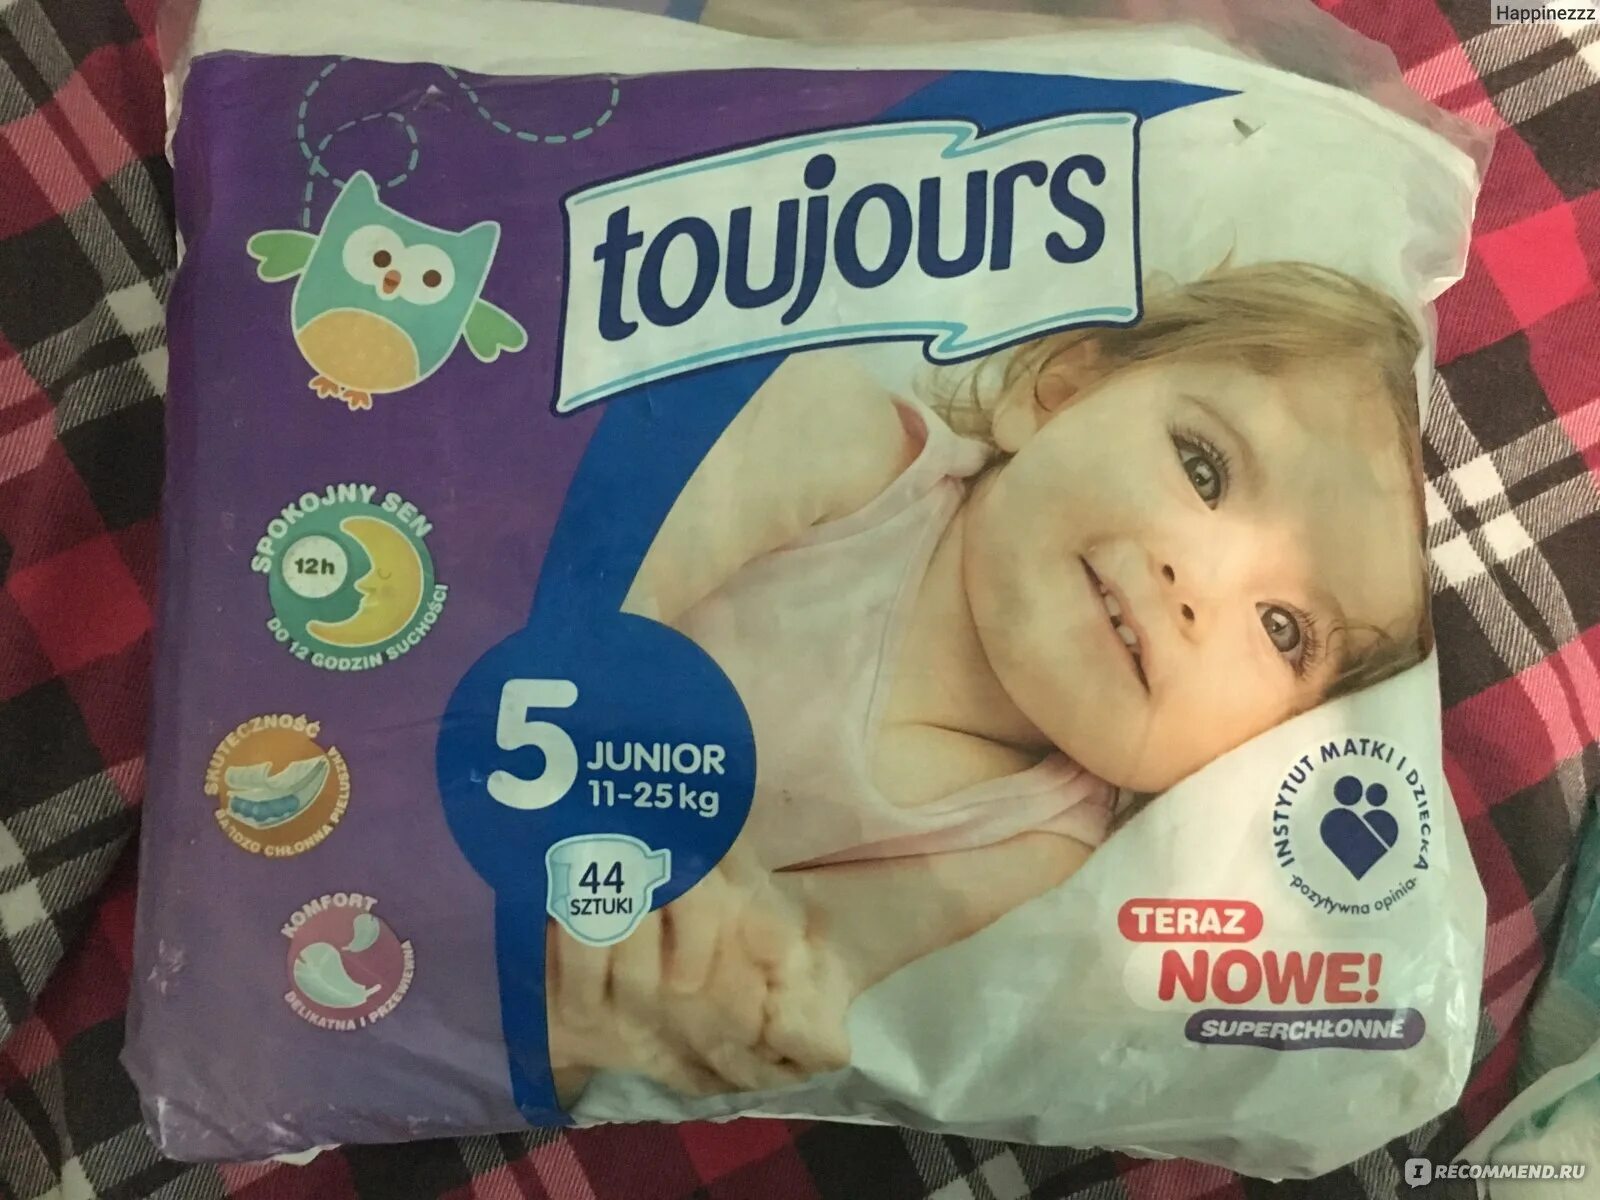 Happinezzz
toujours
SPOKOJNY SEN
12h
DO 12 GODZIN SUCHOŚCI
SKUTECZNOŚĆ
BARDZO CHŁONNA PIELUSZKA
KOMFORT
DELIKATNA I PRZEWIEWNA
5 JUNIOR
11-25 kg
44
SZTUKI
INSTYTUT MATKI I DZIECKA
-pozytywna opinia-
TERAZ
NOWE!
SUPERCHŁONNE
IRECOMMEND.RU